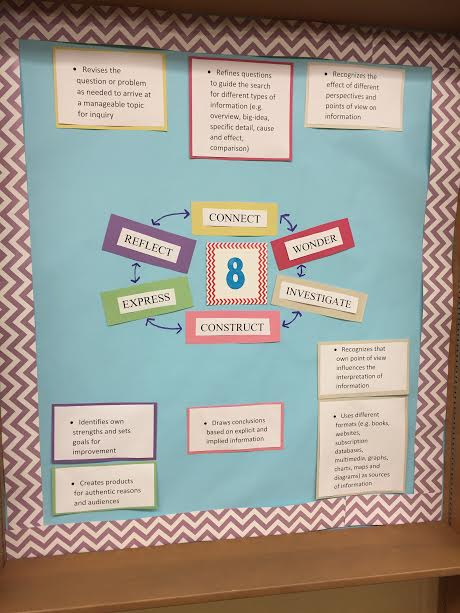 • Revises the
question or problem
as needed to arrive at
a manageable topic
for inquiry
• Refines questions
to guide the search
for different types of
information (e.g.
overview, big-idea,
specific detail, cause
and effect,
comparison)
• Recognizes the
effect of different
perspectives and
points of view on
information
CONNECT
REFLECT
WONDER
8
EXPRESS
INVESTIGATE
CONSTRUCT
• Recognizes that
own point of view
influences the
interpretation of
information
• Identifies own
strengths and sets
goals for
improvement
• Draws conclusions
based on explicit and
implied information
• Uses different
formats (e.g. books,
websites,
subscription
databases,
multimedia, graphs,
charts, maps and
diagrams) as sources
of information
• Creates products
for authentic reasons
and audiences